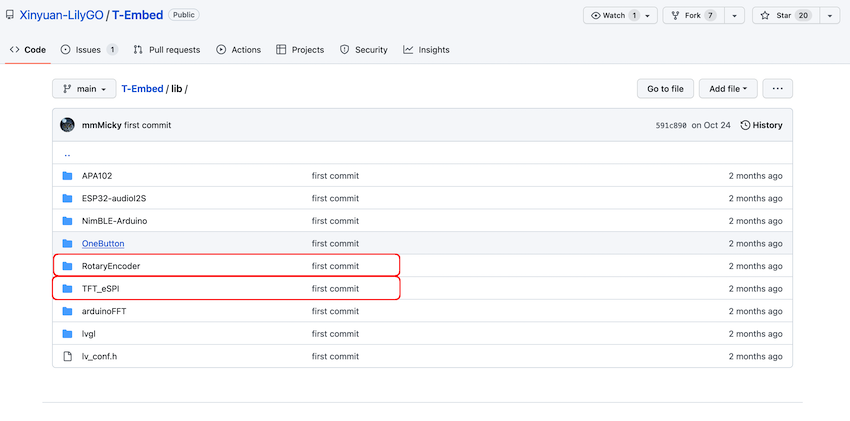 Xinyuan-LilyGO / T-Embed Public
Watch 1 Fork 7 Star 20
Code Issues 1 Pull requests Actions Projects Security Insights
main T-Embed / lib / Go to file Add file ...
mmMicky first commit 591c890 on Oct 24 History
..
APA102 first commit 2 months ago
ESP32-audioI2S first commit 2 months ago
NimBLE-Arduino first commit 2 months ago
OneButton first commit 2 months ago
RotaryEncoder first commit 2 months ago
TFT_eSPI first commit 2 months ago
arduinoFFT first commit 2 months ago
lvgl first commit 2 months ago
lv_conf.h first commit 2 months ago